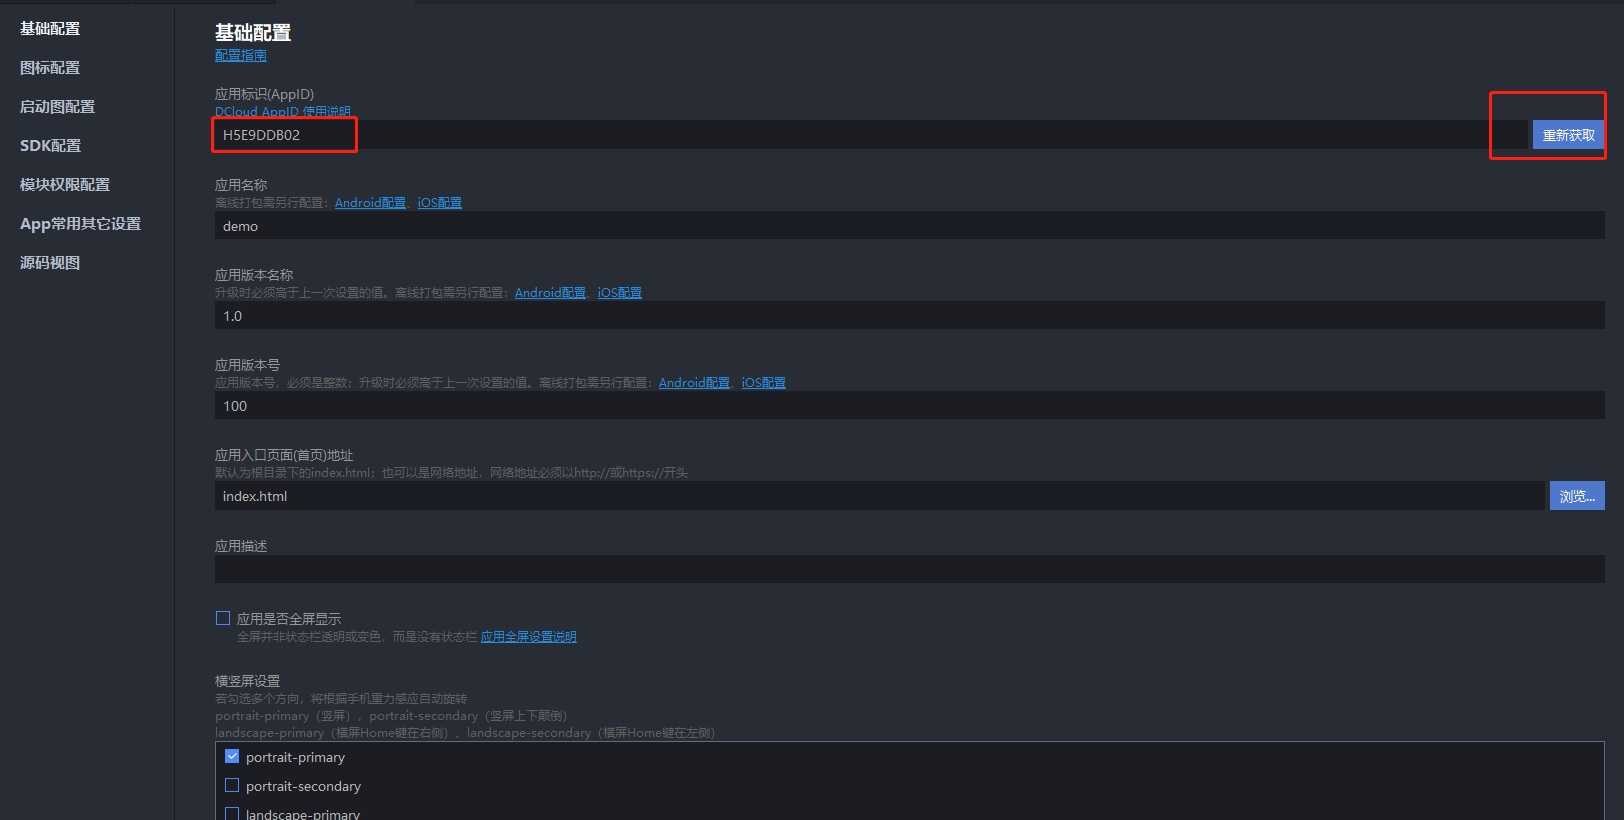 基础配置
图标配置
启动图配置
SDK配置
模块权限配置
App常用其它设置
源码视图
基础配置
配置指南
应用标识(AppID)
DCloud AppID 使用说明
H5E9DDB02
重新获取
应用名称
离线打包需另行配置：Android配置、iOS配置
demo
应用版本名称
升级时必须高于上一次设置的值。离线打包需另行配置：Android配置、iOS配置
1.0
应用版本号
应用版本号，必须是整数；升级时必须高于上一次设置的值。离线打包需另行配置：Android配置、iOS配置
100
应用入口页面(首页)地址
默认为根目录下的index.html；也可以是网络地址，网络地址必须以http://或https://开头
index.html
浏览...
应用描述
应用是否全屏显示
全屏并非状态栏透明或变色，而是没有状态栏 应用全屏设置说明
横竖屏设置
若勾选多个方向，将根据手机重力感应自动旋转
portrait-primary（竖屏），portrait-secondary（竖屏上下颠倒）
landscape-primary（横屏Home键在右侧）、landscape-secondary（横屏Home键在左侧）
portrait-primary
portrait-secondary
landscape-primary